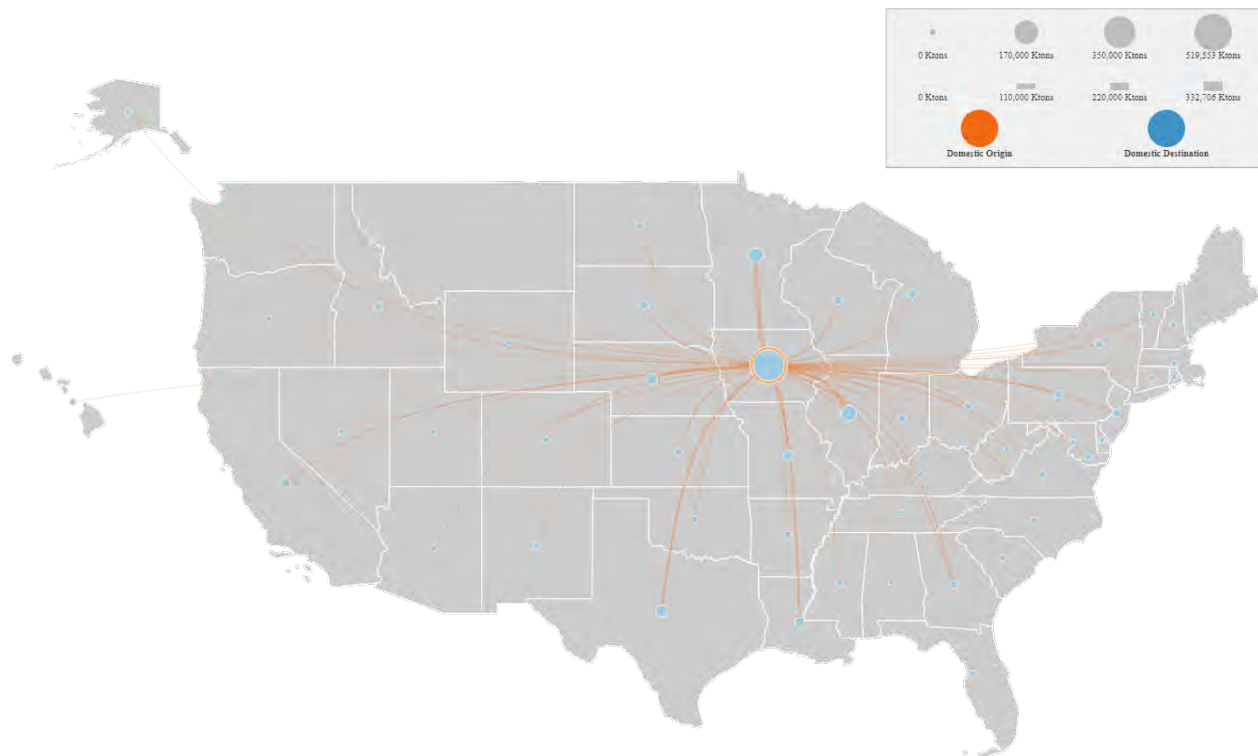 0 Ktons 170,000 Ktons 350,000 Ktons 519,553 Ktons
0 Ktons 110,000 Ktons 220,000 Ktons 332,706 Ktons
Domestic Origin Domestic Destination